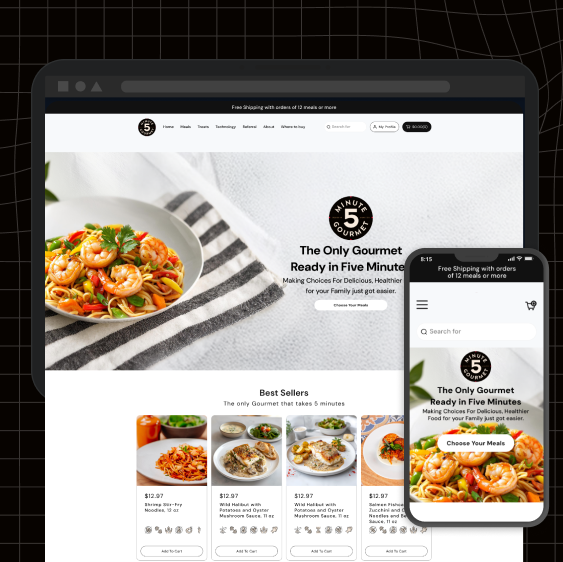 Free Shipping with orders of 12 meals or more
MINUTE
5
GOURMET
Home Meals Treats Technology Referral About Where to buy
Search for
My Profile
$0.00(0)
MINUTE
5
GOURMET
The Only Gourmet
Ready in Five Minute
Making Choices For Delicious, Healthier
for your Family just got easier.
Choose Your Meals
Best Sellers
The only Gourmet that takes 5 minutes
$12.97
Shrimp Stir-fry
Noodles, 12 oz
Add To Cart
$12.97
Wild Halibut with
Potatoes and Oyster
Mushroom Sauce, 11 oz
Add To Cart
$12.97
Wild Halibut with
Potatoes and Oyster
Mushroom Sauce, 11 oz
Add To Cart
$12.97
Salmon
Zucchini and
Noodles and
Sauce, 11 oz
Add To Cart
8:15
Free Shipping with orders
of 12 meals or more
Search for
MINUTE
5
GOURMET
The Only Gourmet
Ready in Five Minutes
Making Choices For Delicious, Healthier
Food for your Family just got easier.
Choose Your Meals